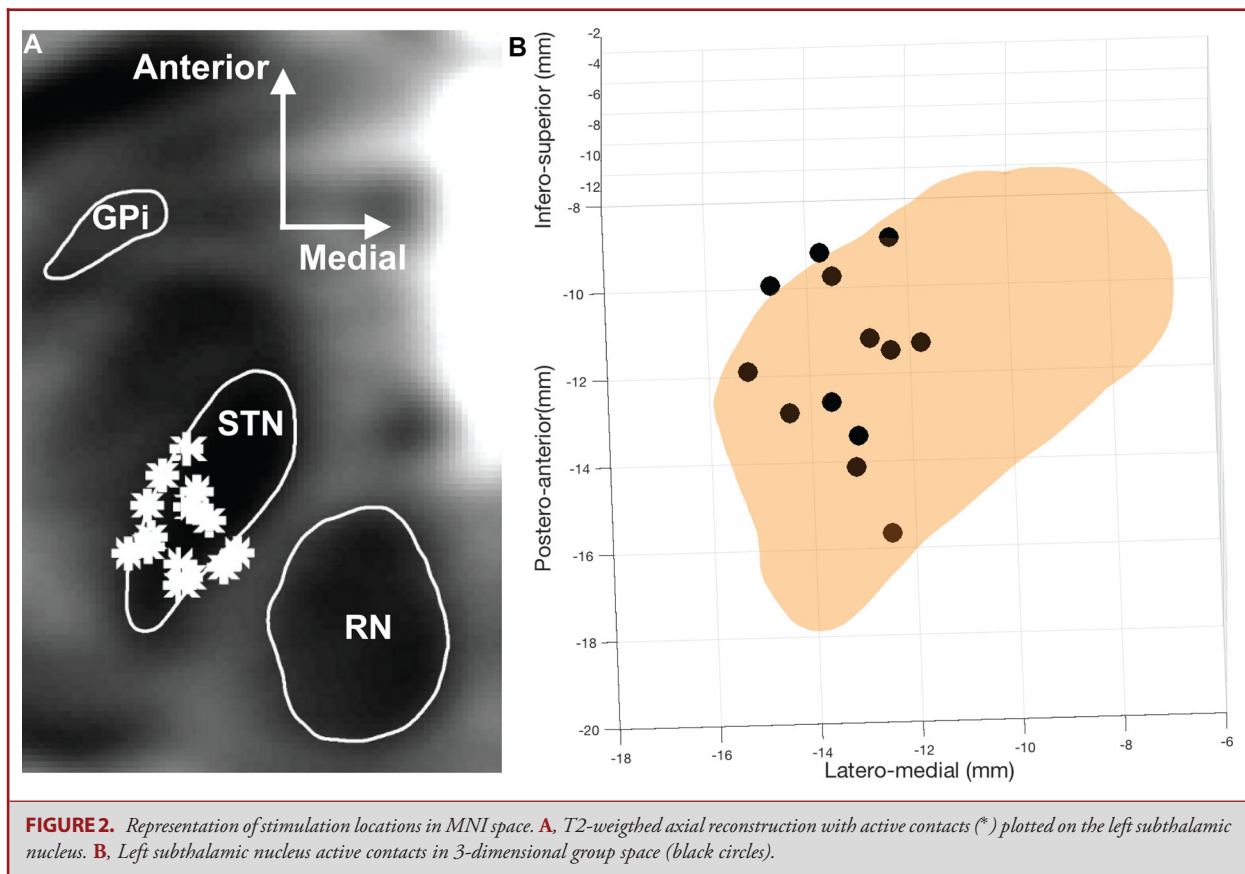 A
Anterior
Medial
GPi
STN
RN
B
Infero-superior (mm)
-2
-4
-6
-8
-10
-12
Postero-anterior(mm)
-8
-10
-12
-14
-16
-18
-20
-18
-16
-14
-12
-10
-8
-6
Latero-medial (mm)
FIGURE 2. Representation of stimulation locations in MNI space. A, T2-weigthed axial reconstruction with active contacts (*) plotted on the left subthalamic
nucleus. B, Left subthalamic nucleus active contacts in 3-dimensional group space (black circles).